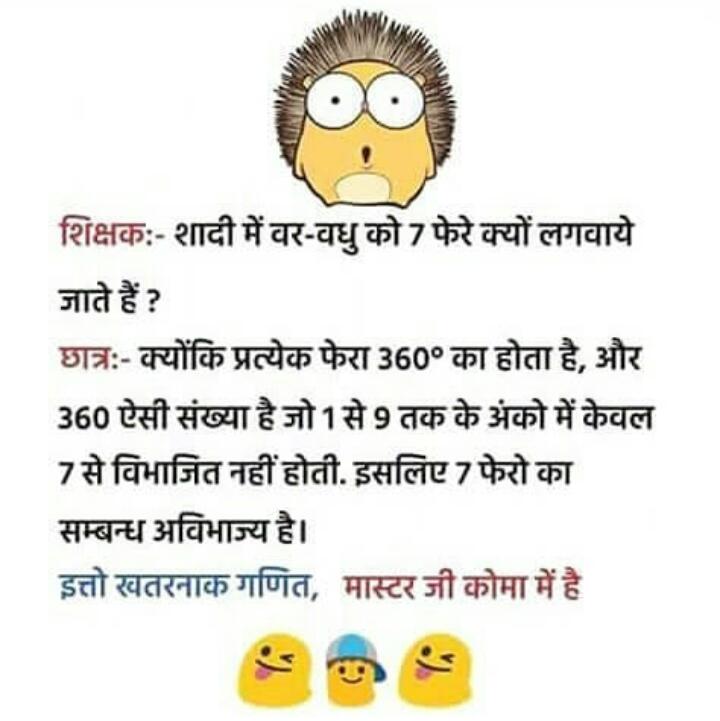 शिक्षक:- शादी में वर-वधु को 7 फेरे क्यों लगवाये
जाते हैं ?
छात्र:- क्योंकि प्रत्येक फेरा 360° का होता है, और
360 ऐसी संख्या है जो 1 से 9 तक के अंको में केवल
7 से विभाजित नहीं होती. इसलिए 7 फेरो का
सम्बन्ध अविभाज्य है।
इत्तो खतरनाक गणित, मास्टर जी कोमा में है